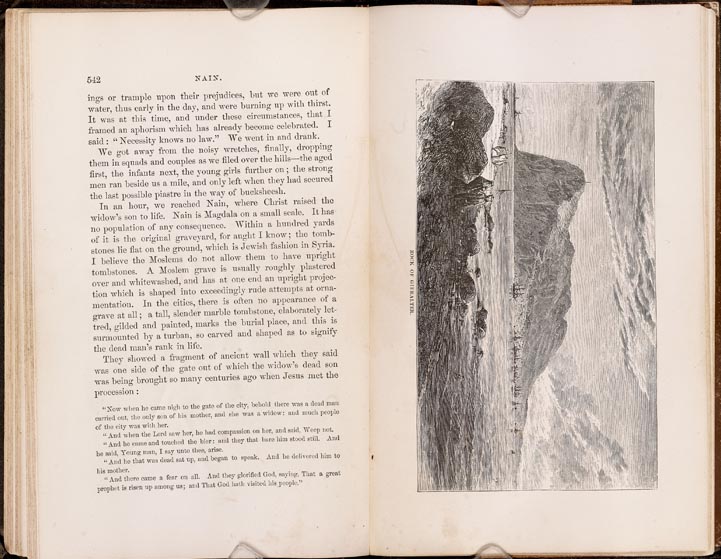 542
NAIN.
ings or trample upon their prejudices, but we were out of
water, thus early in the day, and were burning up with thirst.
It was at this time, and under these circumstances, that I
framed an aphorism which has already become celebrated. I
said: "Necessity knows no law." We went in and drank.
We got away from the noisy wretches, finally, dropping
them in squads and couples as we filed over the hills—the aged
first, the infants next, the young girls further on; the strong
men ran beside us a mile, and only left when they had secured
the last possible piastre in the way of bucksheesh.
In an hour, we reached Nain, where Christ raised the
widow's son to life. Nain is Magdala on a small scale. It has
no population of any consequence. Within a hundred yards
of it is the original graveyard, for aught I know; the tomb-
stones lie flat on the ground, which is Jewish fashion in Syria.
I believe the Moslems do not allow them to have upright
tombstones. A Moslem grave is usually roughly plastered
over and whitewashed, and has at one end an upright projec-
tion which is shaped into exceedingly rude attempts at orna-
mentation. In the cities, there is often no appearance of a
grave at all; a tall, slender marble tombstone, elaborately let-
tred, gilded and painted, marks the burial place, and this is
surmounted by a turban, so carved and shaped as to signify
the dead man's rank in life.
They showed a fragment of ancient wall which they said
was one side of the gate out of which the widow's dead son
was being brought so many centuries ago when Jesus met the
procession:
"Now when he came nigh to the gate of the city, behold there was a dead man
carried out, the only son of his mother, and she was a widow: and much people
of the city was with her.
"And when the Lord saw her, he had compassion on her, and said, Weep not.
"And he came and touched the bier: and they that bare him stood still. And
he said, Young man, I say unto thee, arise.
"And he that was dead sat up, and began to speak. And he delivered him to
his mother.
"And there came a fear on all. And they glorified God, saying, That a great
prophet is risen up among us; and That God hath visited his people."
ROCK OF GIBRALTER.